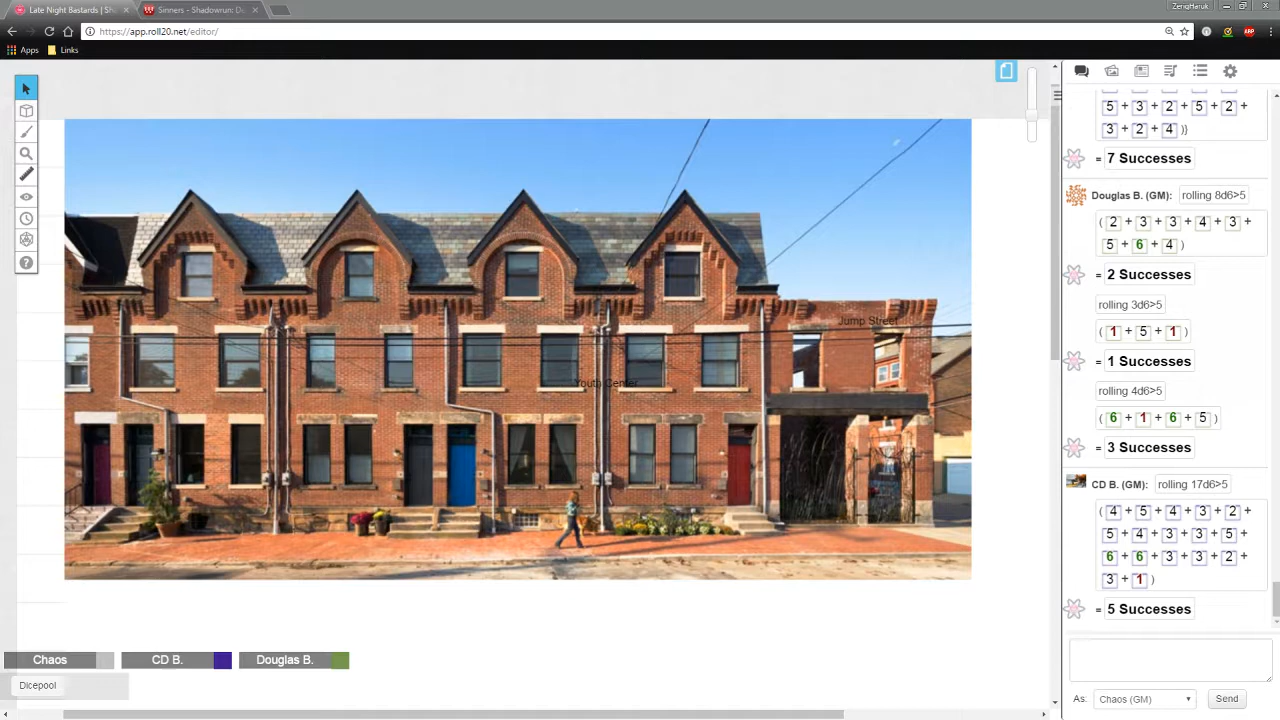 Late Night Bastards | Sh
Sinners - Shadowrun: D
ZerigHaruk
https://app.roll20.net/editor/
ABP
Apps
Links
5 + 3 + 2 + 5 + 2 +
3 + 2 + 4 )}
= 7 Successes
Douglas B. (GM): rolling 8d6>5
( 2 + 3 + 3 + 4 + 3 +
5 + 6 + 4 )
= 2 Successes
rolling 3d6>5
( 1 + 5 + 1 )
= 1 Successes
rolling 4d6>5
( 6 + 1 + 6 + 5 )
= 3 Successes
CD B. (GM): rolling 17d6>5
( 4 + 5 + 4 + 3 + 2 +
5 + 4 + 3 + 3 + 5 +
6 + 6 + 3 + 3 + 2 +
3 + 1 )
= 5 Successes
Jump Street
Youth Center
Chaos
CD B.
Douglas B.
Dicepool
As: Chaos (GM)
Send